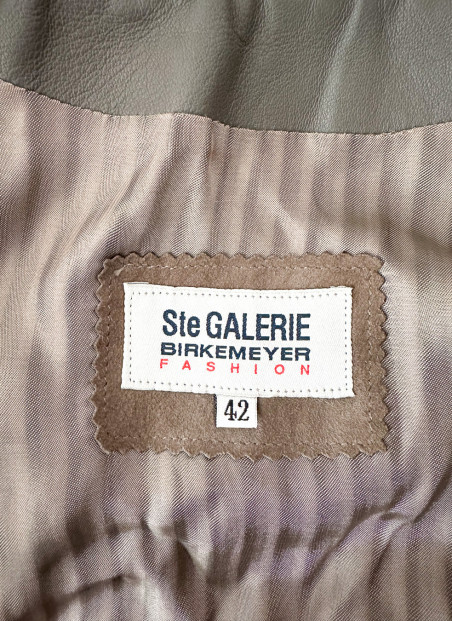 Ste GALERIE
BIRKEMEYER
FASHION
42